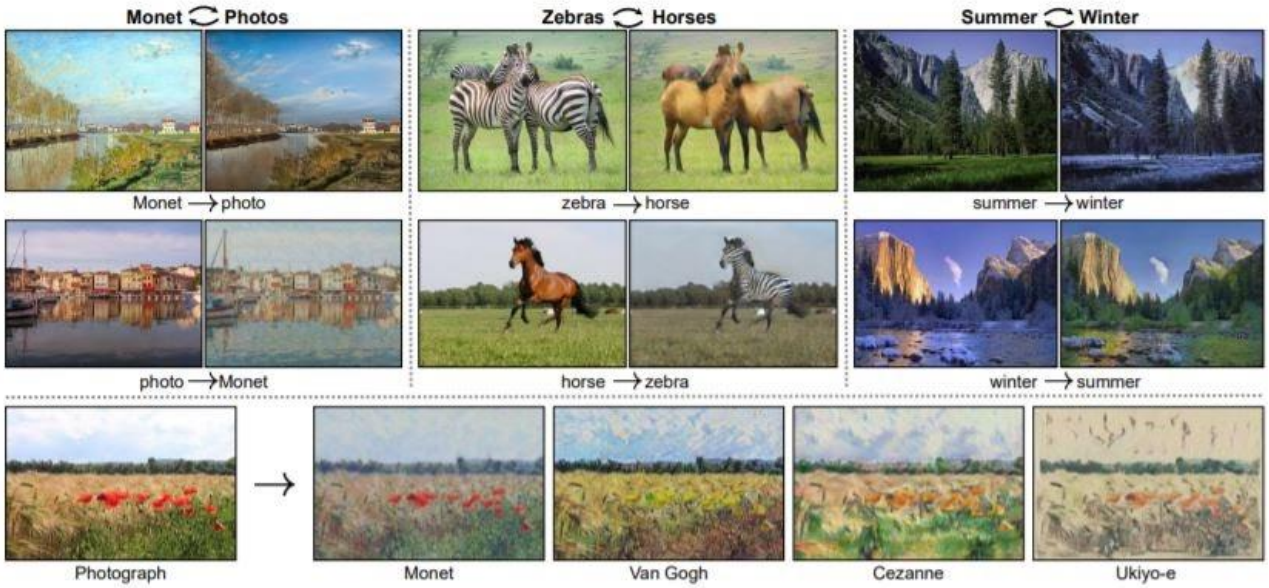 Monet Photos
Zebras Horses
Summer Winter
Monet → photo
zebra → horse
summer → winter
photo → Monet
horse → zebra
winter → summer
Photograph
Monet
Van Gogh
Cezanne
Ukiyo-e